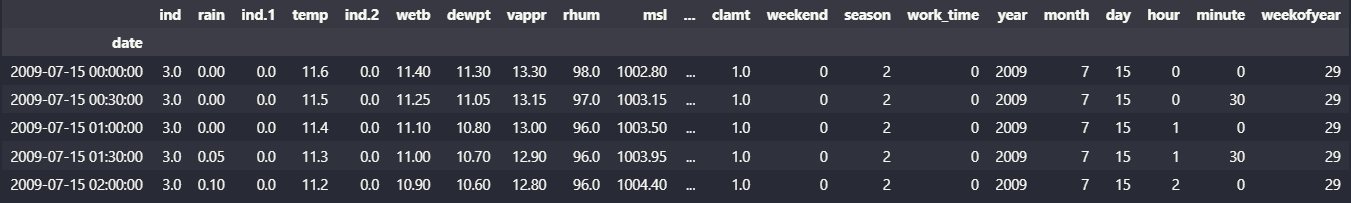 ind rain ind.1 temp ind.2 wetb dewpt vappr rhum msl ... clamt weekend season work_time year month day hour minute weekofyear
date
2009-07-15 00:00:00 3.0 0.00 0.0 11.6 0.0 11.40 11.30 13.30 98.0 1002.80 ... 1.0 0 2 0 2009 7 15 0 0 29
2009-07-15 00:30:00 3.0 0.00 0.0 11.5 0.0 11.25 11.05 13.15 97.0 1003.15 ... 1.0 0 2 0 2009 7 15 0 30 29
2009-07-15 01:00:00 3.0 0.00 0.0 11.4 0.0 11.10 10.80 13.00 96.0 1003.50 ... 1.0 0 2 0 2009 7 15 1 0 29
2009-07-15 01:30:00 3.0 0.05 0.0 11.3 0.0 11.00 10.70 12.90 96.0 1003.95 ... 1.0 0 2 0 2009 7 15 1 30 29
2009-07-15 02:00:00 3.0 0.10 0.0 11.2 0.0 10.90 10.60 12.80 96.0 1004.40 ... 1.0 0 2 0 2009 7 15 2 0 29